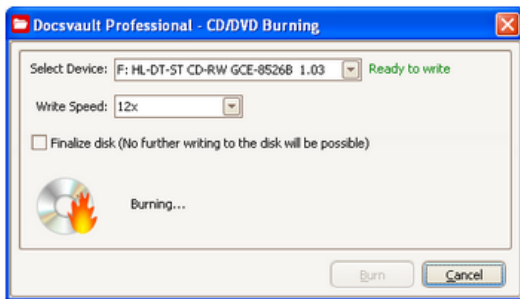 Docsvault Professional - CD/DVD Burning
Select Device: F: HL-DT-ST CD-RW GCE-8526B 1.03 Ready to write
Write Speed: 12x
Finalize disk (No further writing to the disk will be possible)
Burning...
Burn Cancel